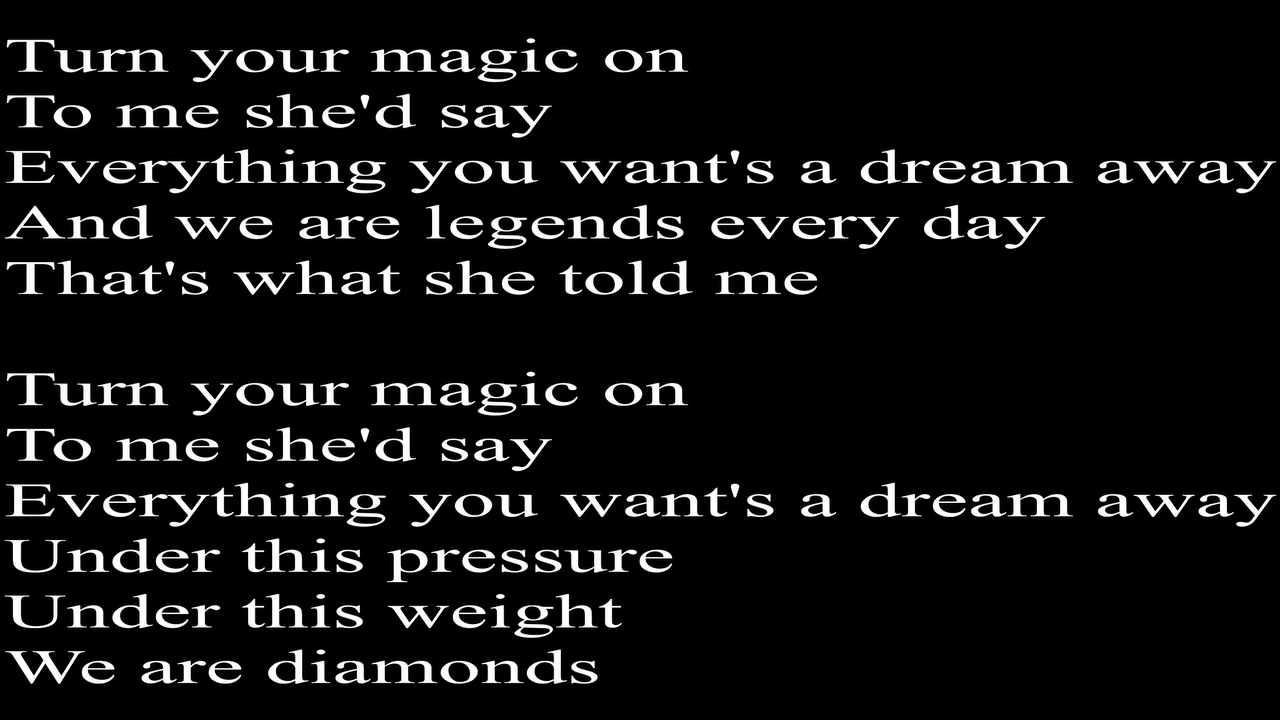 Turn your magic on
To me she'd say
Everything you want's a dream away
And we are legends every day
That's what she told me

Turn your magic on
To me she'd say
Everything you want's a dream away
Under this pressure
Under this weight
We are diamonds